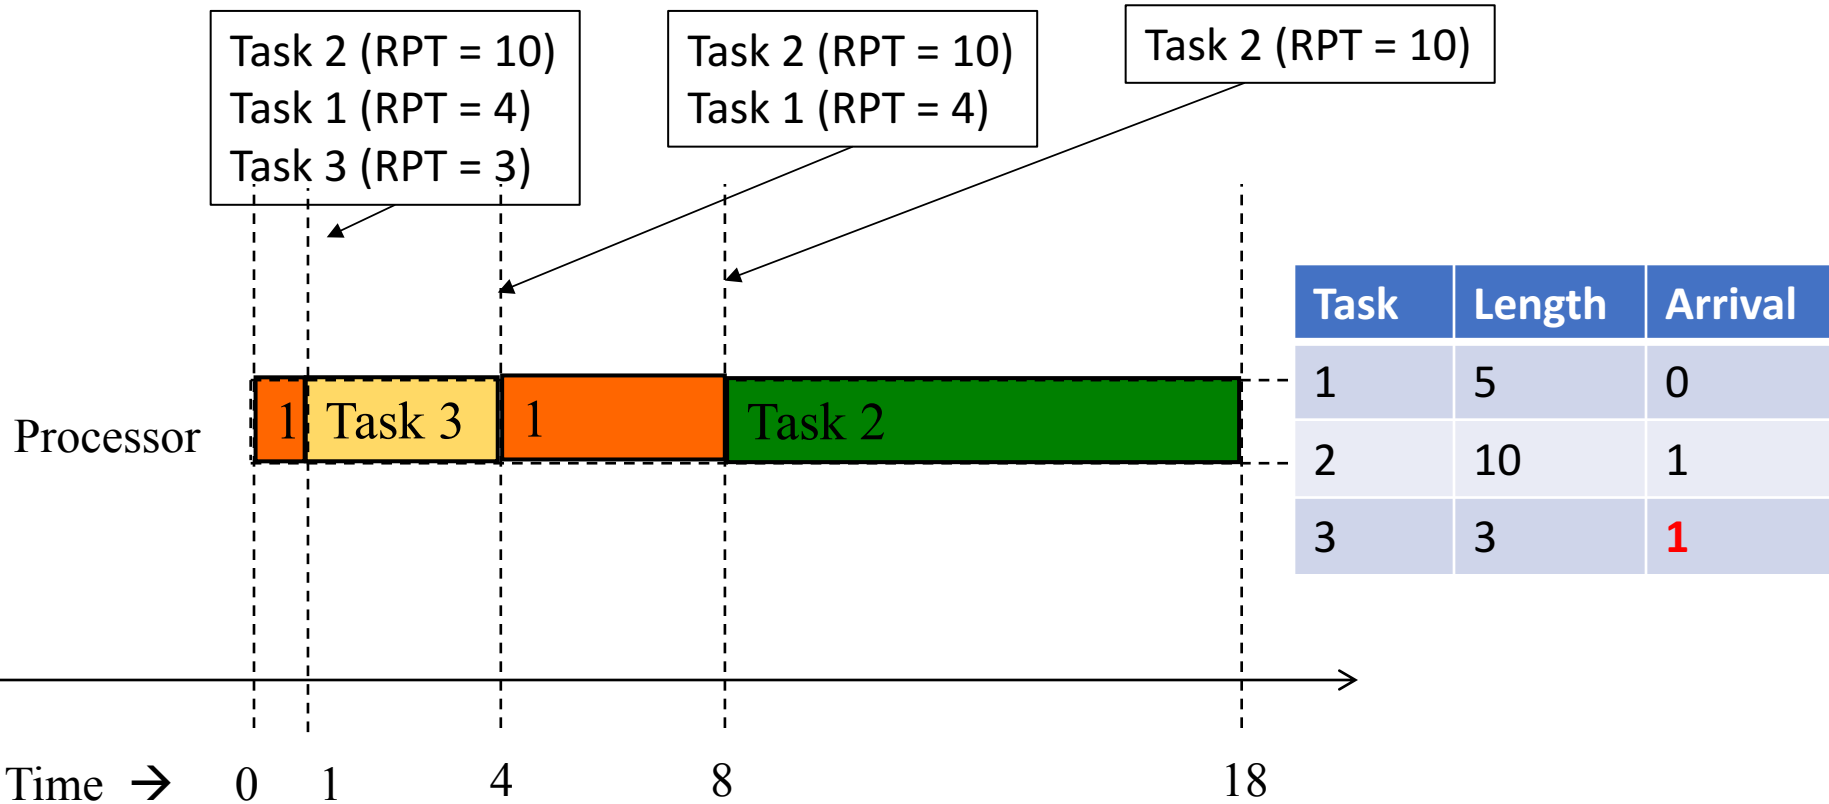 Task 2 (RPT = 10)
Task 1 (RPT = 4)
Task 3 (RPT = 3)
Task 2 (RPT = 10)
Task 1 (RPT = 4)
Task 2 (RPT = 10)
Task Length Arrival
1 5 0
2 10 1
3 3 1
Processor 1 Task 3 1 Task 2
Time → 0 1 4 8 18